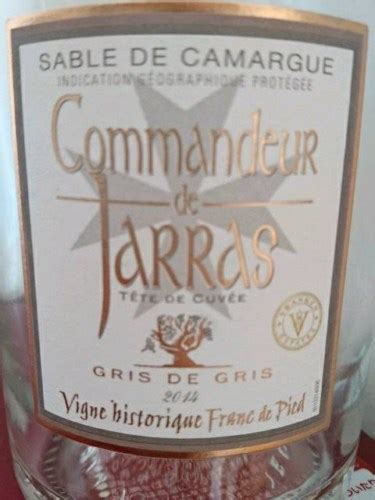 SABLE DE CAMARGUE
INDICATION GÉOGRAPHIQUE PROTÉGÉE
Commandeur
de
Jarras
TÊTE DE CUVÉE
GRIS DE GRIS
2014
Vigne historique Franc de Pied